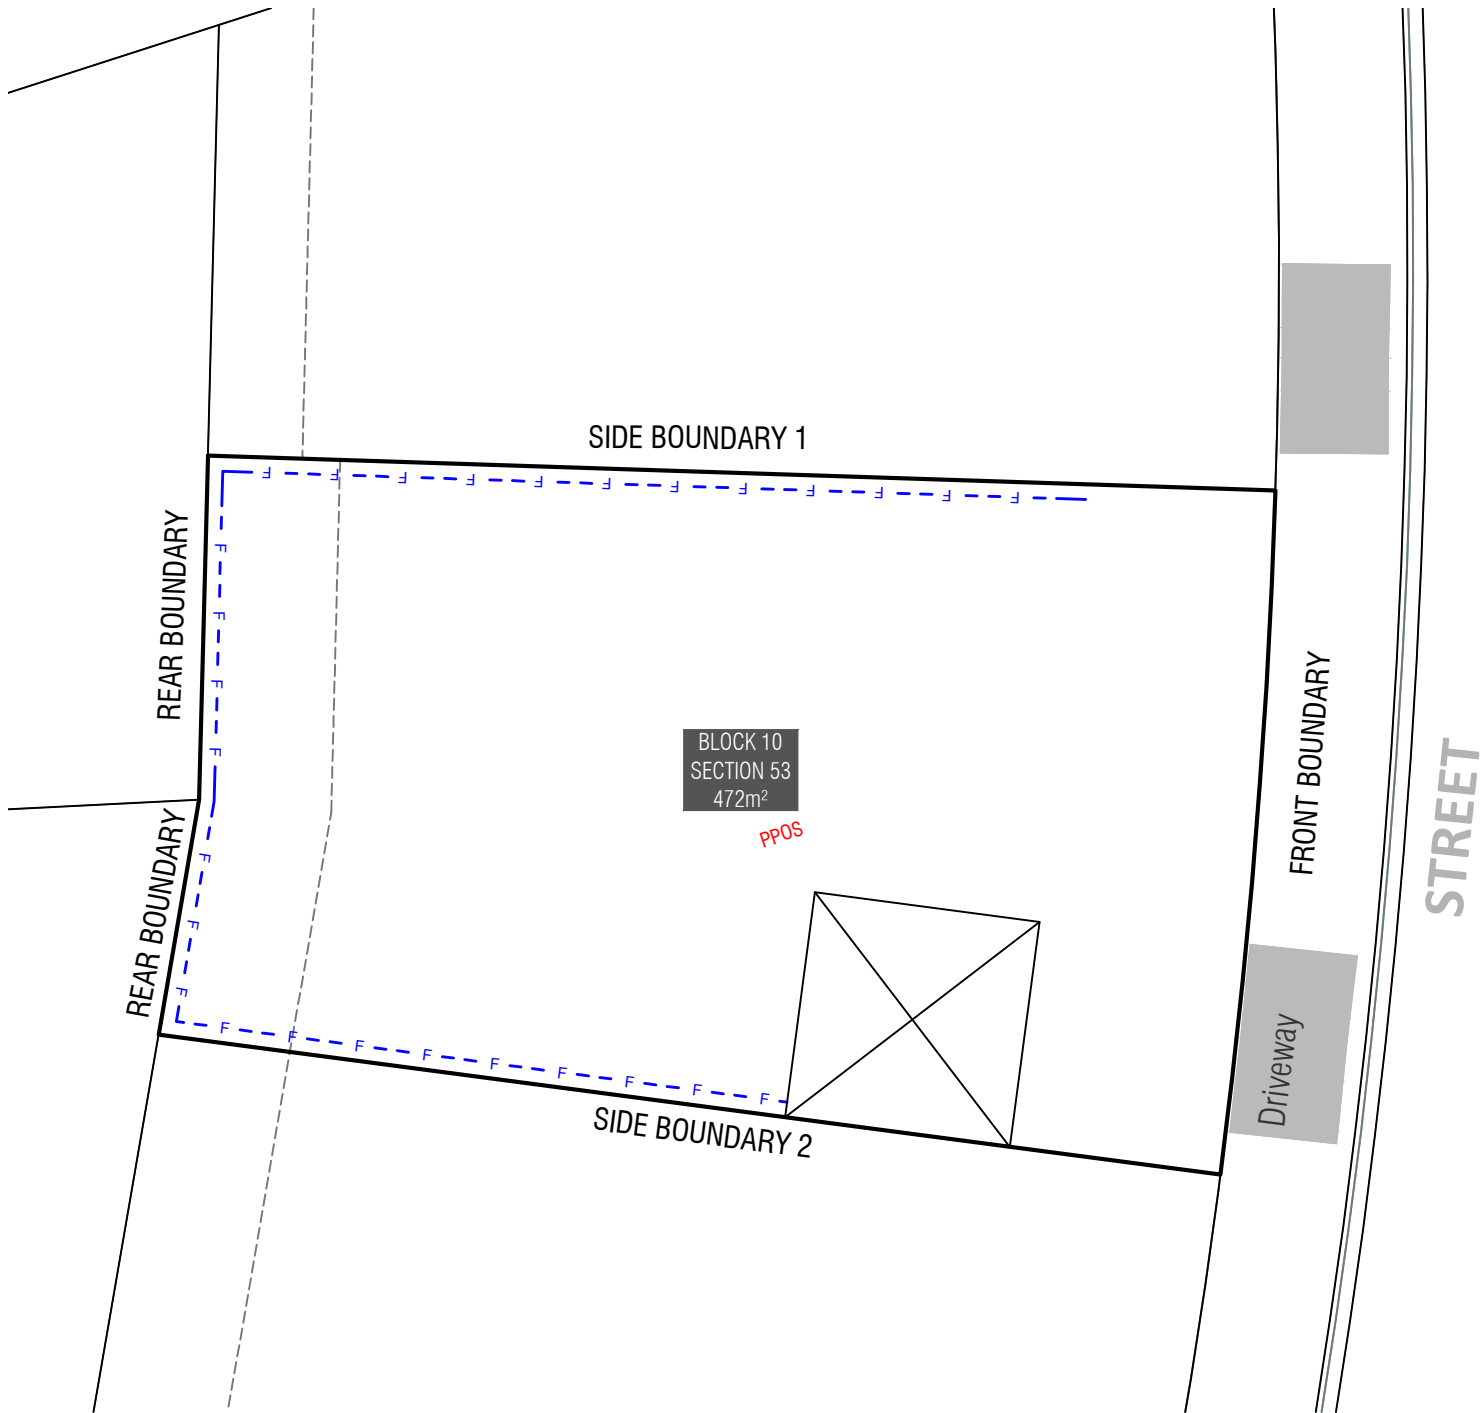 SIDE BOUNDARY 1
F F F F F F F F F F F F
REAR BOUNDARY
F
F
F
F
BLOCK 10
SECTION 53
472m²
PPOS
FRONT BOUNDARY
STREET
REAR BOUNDARY
F
F
F
Driveway
F F F F F F F F F
SIDE BOUNDARY 2